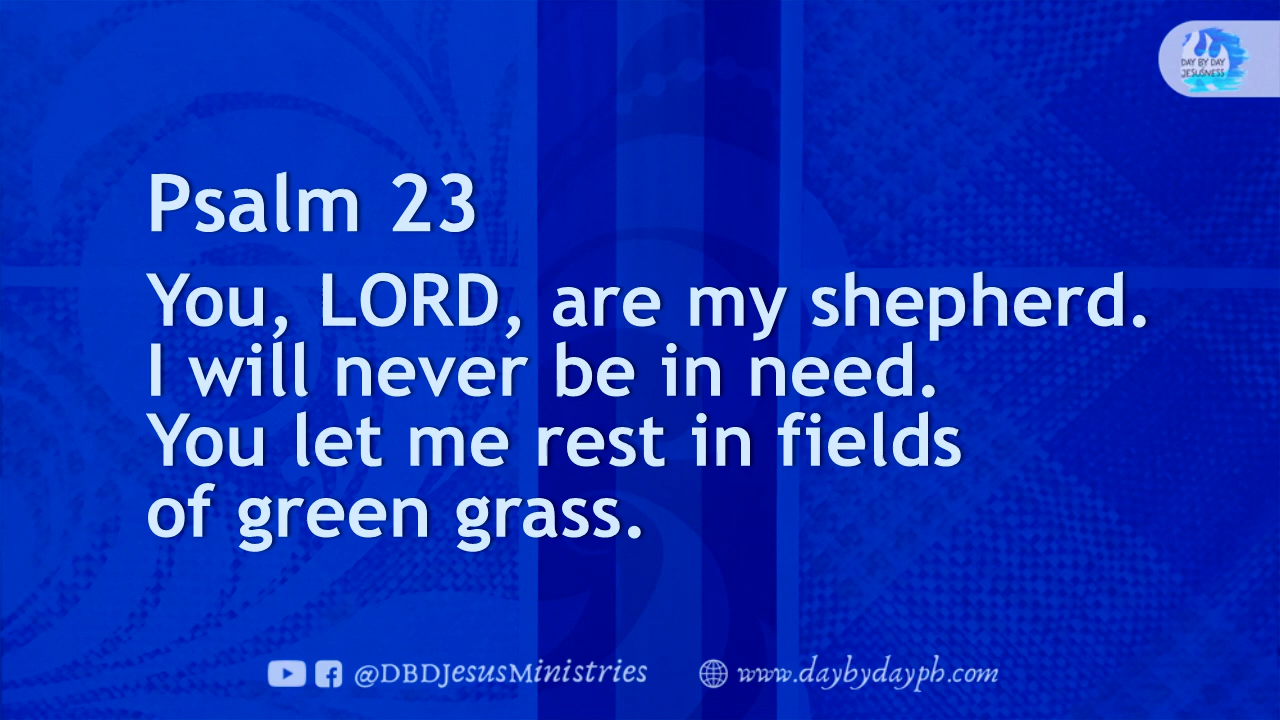 DAY BY DAY
JESUSNESS
Psalm 23
You, LORD, are my shepherd.
I will never be in need.
You let me rest in fields
of green grass.
@DBDJesusMinistries
www.daybydayph.com